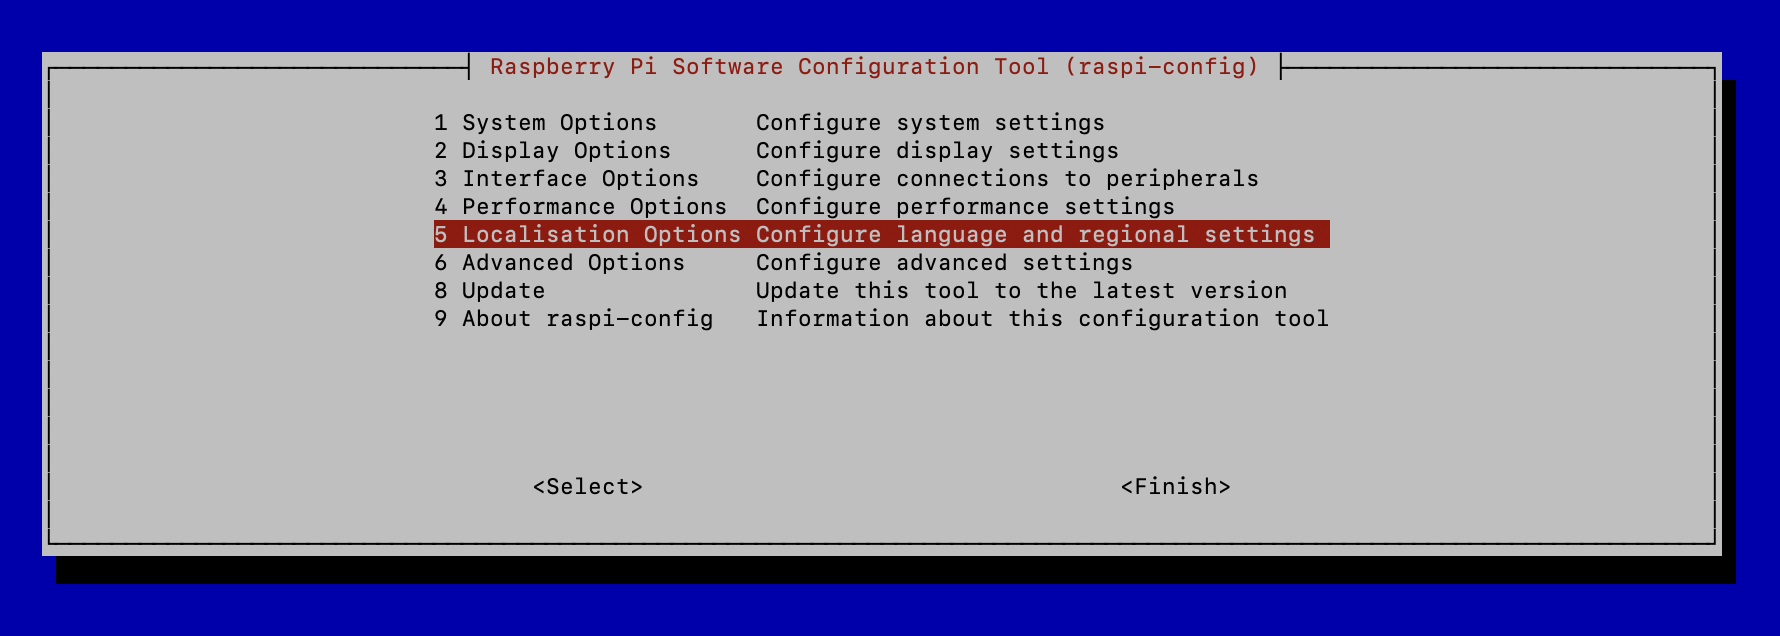 Raspberry Pi Software Configuration Tool (raspi-config)
1 System Options Configure system settings
2 Display Options Configure display settings
3 Interface Options Configure connections to peripherals
4 Performance Options Configure performance settings
5 Localisation Options Configure language and regional settings
6 Advanced Options Configure advanced settings
8 Update Update this tool to the latest version
9 About raspi-config Information about this configuration tool
<Select> <Finish>